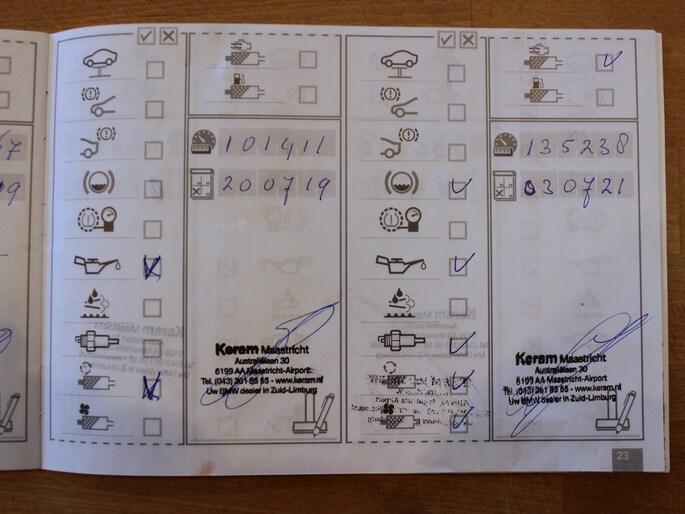 101911
200719
Keram Maastricht
Australiëlaan 30
6199 AA Maastricht-Airport
Tel. (043) 361 85 55 - www.keram.nl
Uw BMW dealer in Zuid-Limburg
135238
030721
Keram Maastricht
Australiëlaan 30
6199 AA Maastricht-Airport
Tel. (043) 361 85 55 - www.keram.nl
Uw BMW dealer in Zuid-Limburg
23